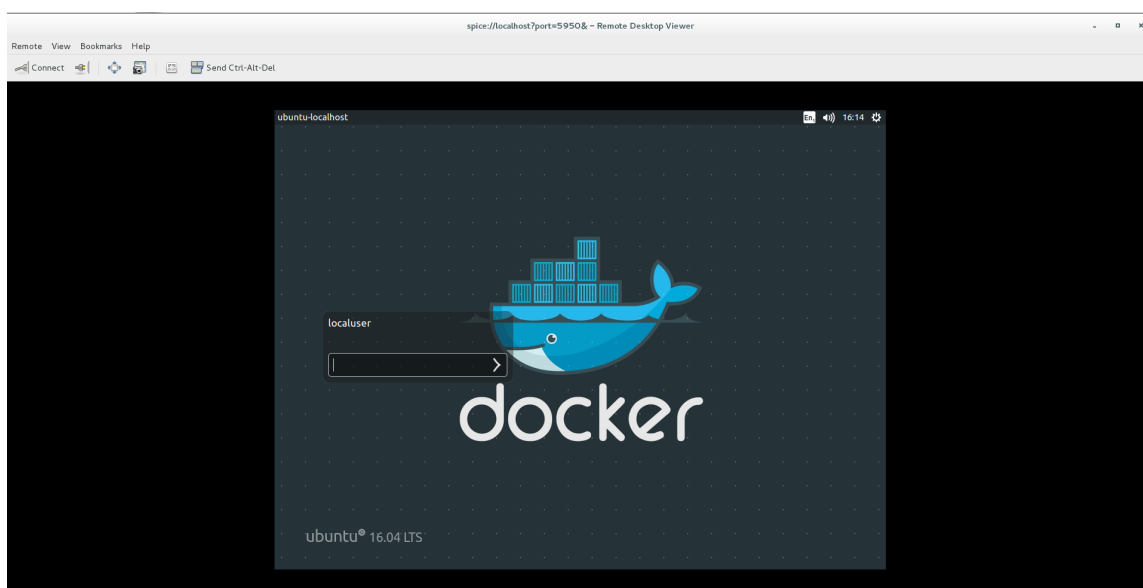 spice://localhost?port=5950& – Remote Desktop Viewer
Remote View Bookmarks Help
Connect Send Ctrl-Alt-Del
ubuntu-localhost En 16:14
localuser
docker
ubuntu® 16.04 LTS